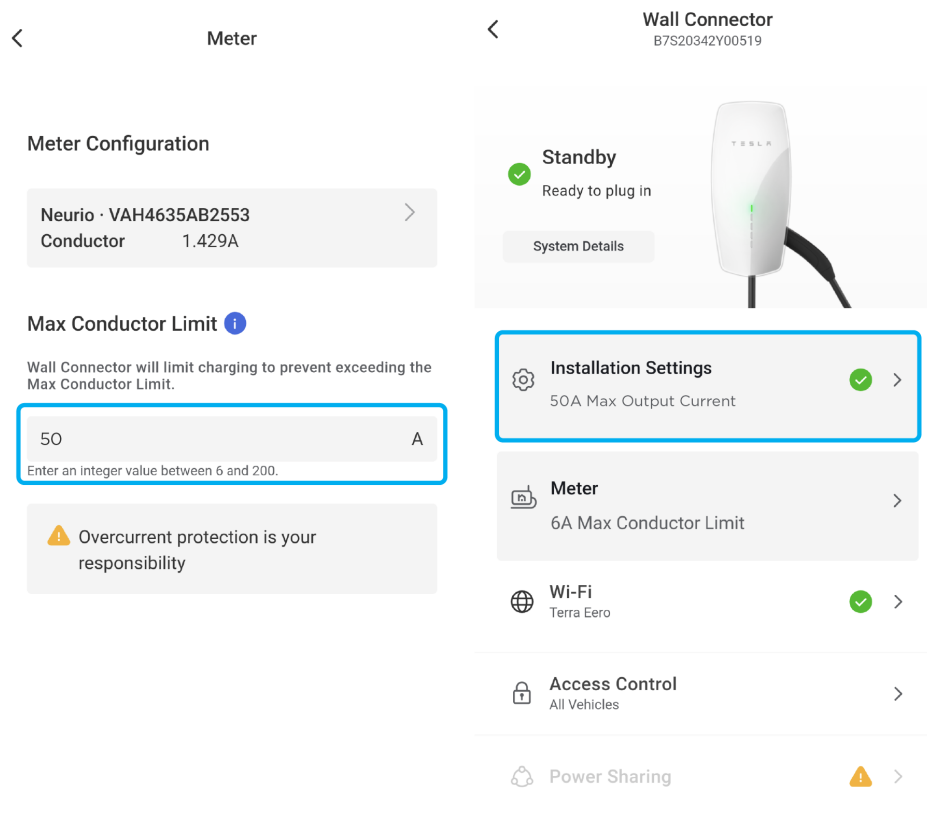 Meter
Meter Configuration
Neurio · VAH4635AB2553
Conductor 1.429A
Max Conductor Limit
Wall Connector will limit charging to prevent exceeding the
Max Conductor Limit.
50 A
Enter an integer value between 6 and 200.
Overcurrent protection is your
responsibility
Wall Connector
B7S20342Y00519
Standby
Ready to plug in
System Details
TESLA
Installation Settings
50A Max Output Current
Meter
6A Max Conductor Limit
Wi-Fi
Terra Eero
Access Control
All Vehicles
Power Sharing